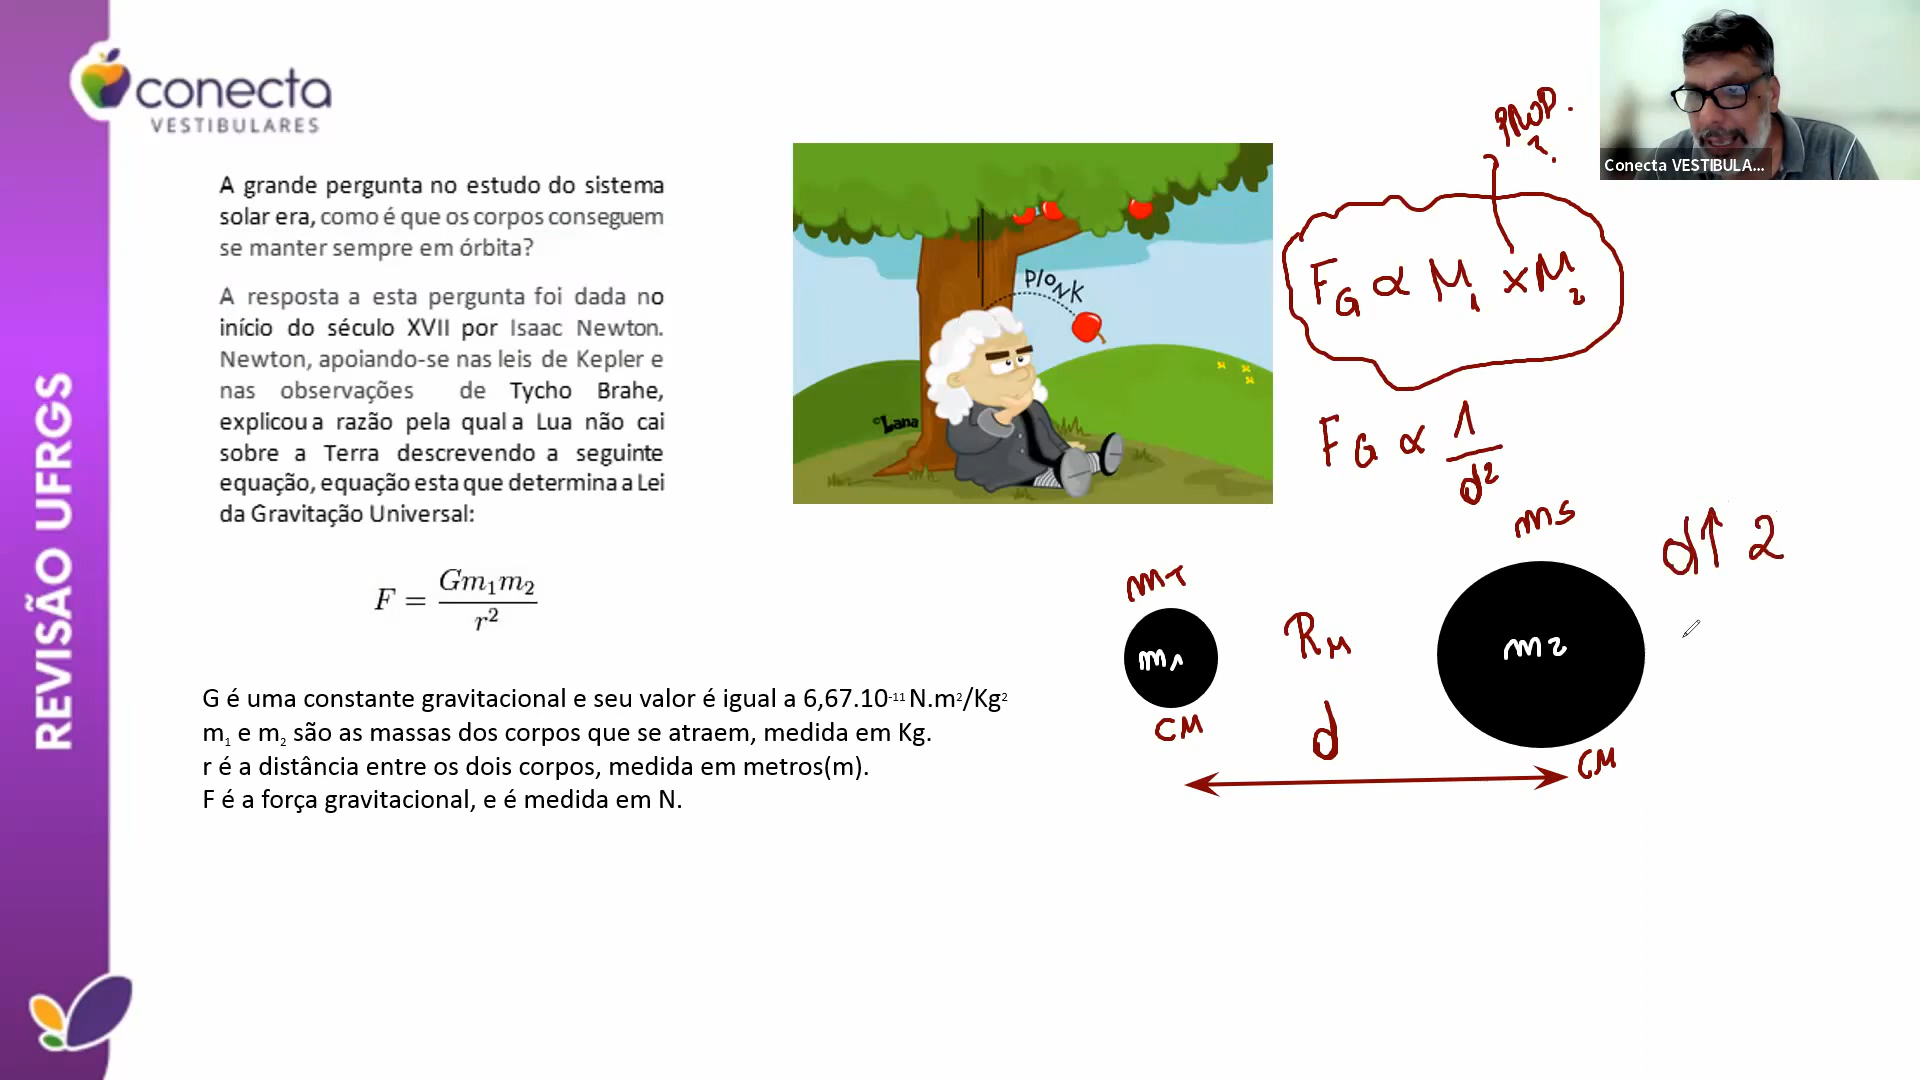 conecta
VESTIBULARES
REVISÃO UFRGS
A grande pergunta no estudo do sistema
solar era, como é que os corpos conseguem
se manter sempre em órbita?
A resposta a esta pergunta foi dada no
início do século XVII por Isaac Newton.
Newton, apoiando-se nas leis de Kepler e
nas observações de Tycho Brahe,
explicou a razão pela qual a Lua não cai
sobre a Terra descrevendo a seguinte
equação, equação esta que determina a Lei
da Gravitação Universal:
F = Gm₁m₂ / r²
G é uma constante gravitacional e seu valor é igual a 6,67.10⁻¹¹ N.m²/Kg²
m₁ e m₂ são as massas dos corpos que se atraem, medida em Kg.
r é a distância entre os dois corpos, medida em metros(m).
F é a força gravitacional, e é medida em N.
PLONK
©Lana
PROP.
?
F_G ∝ M₁ × M₂
F_G ∝ 1 / d²
mT
m₁
CM
R_M
d
mS
m₂
CM
d↑ 2
Conecta VESTIBULA...